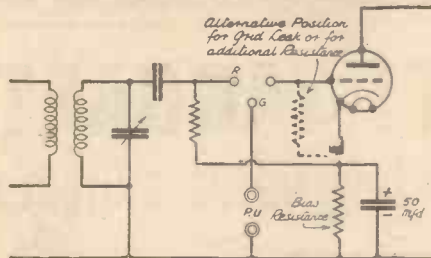 Alternative Position
for Grid Leak or for
additional Resistance
R
G
P.U
Bias
Resistance
+
50
mfd
-